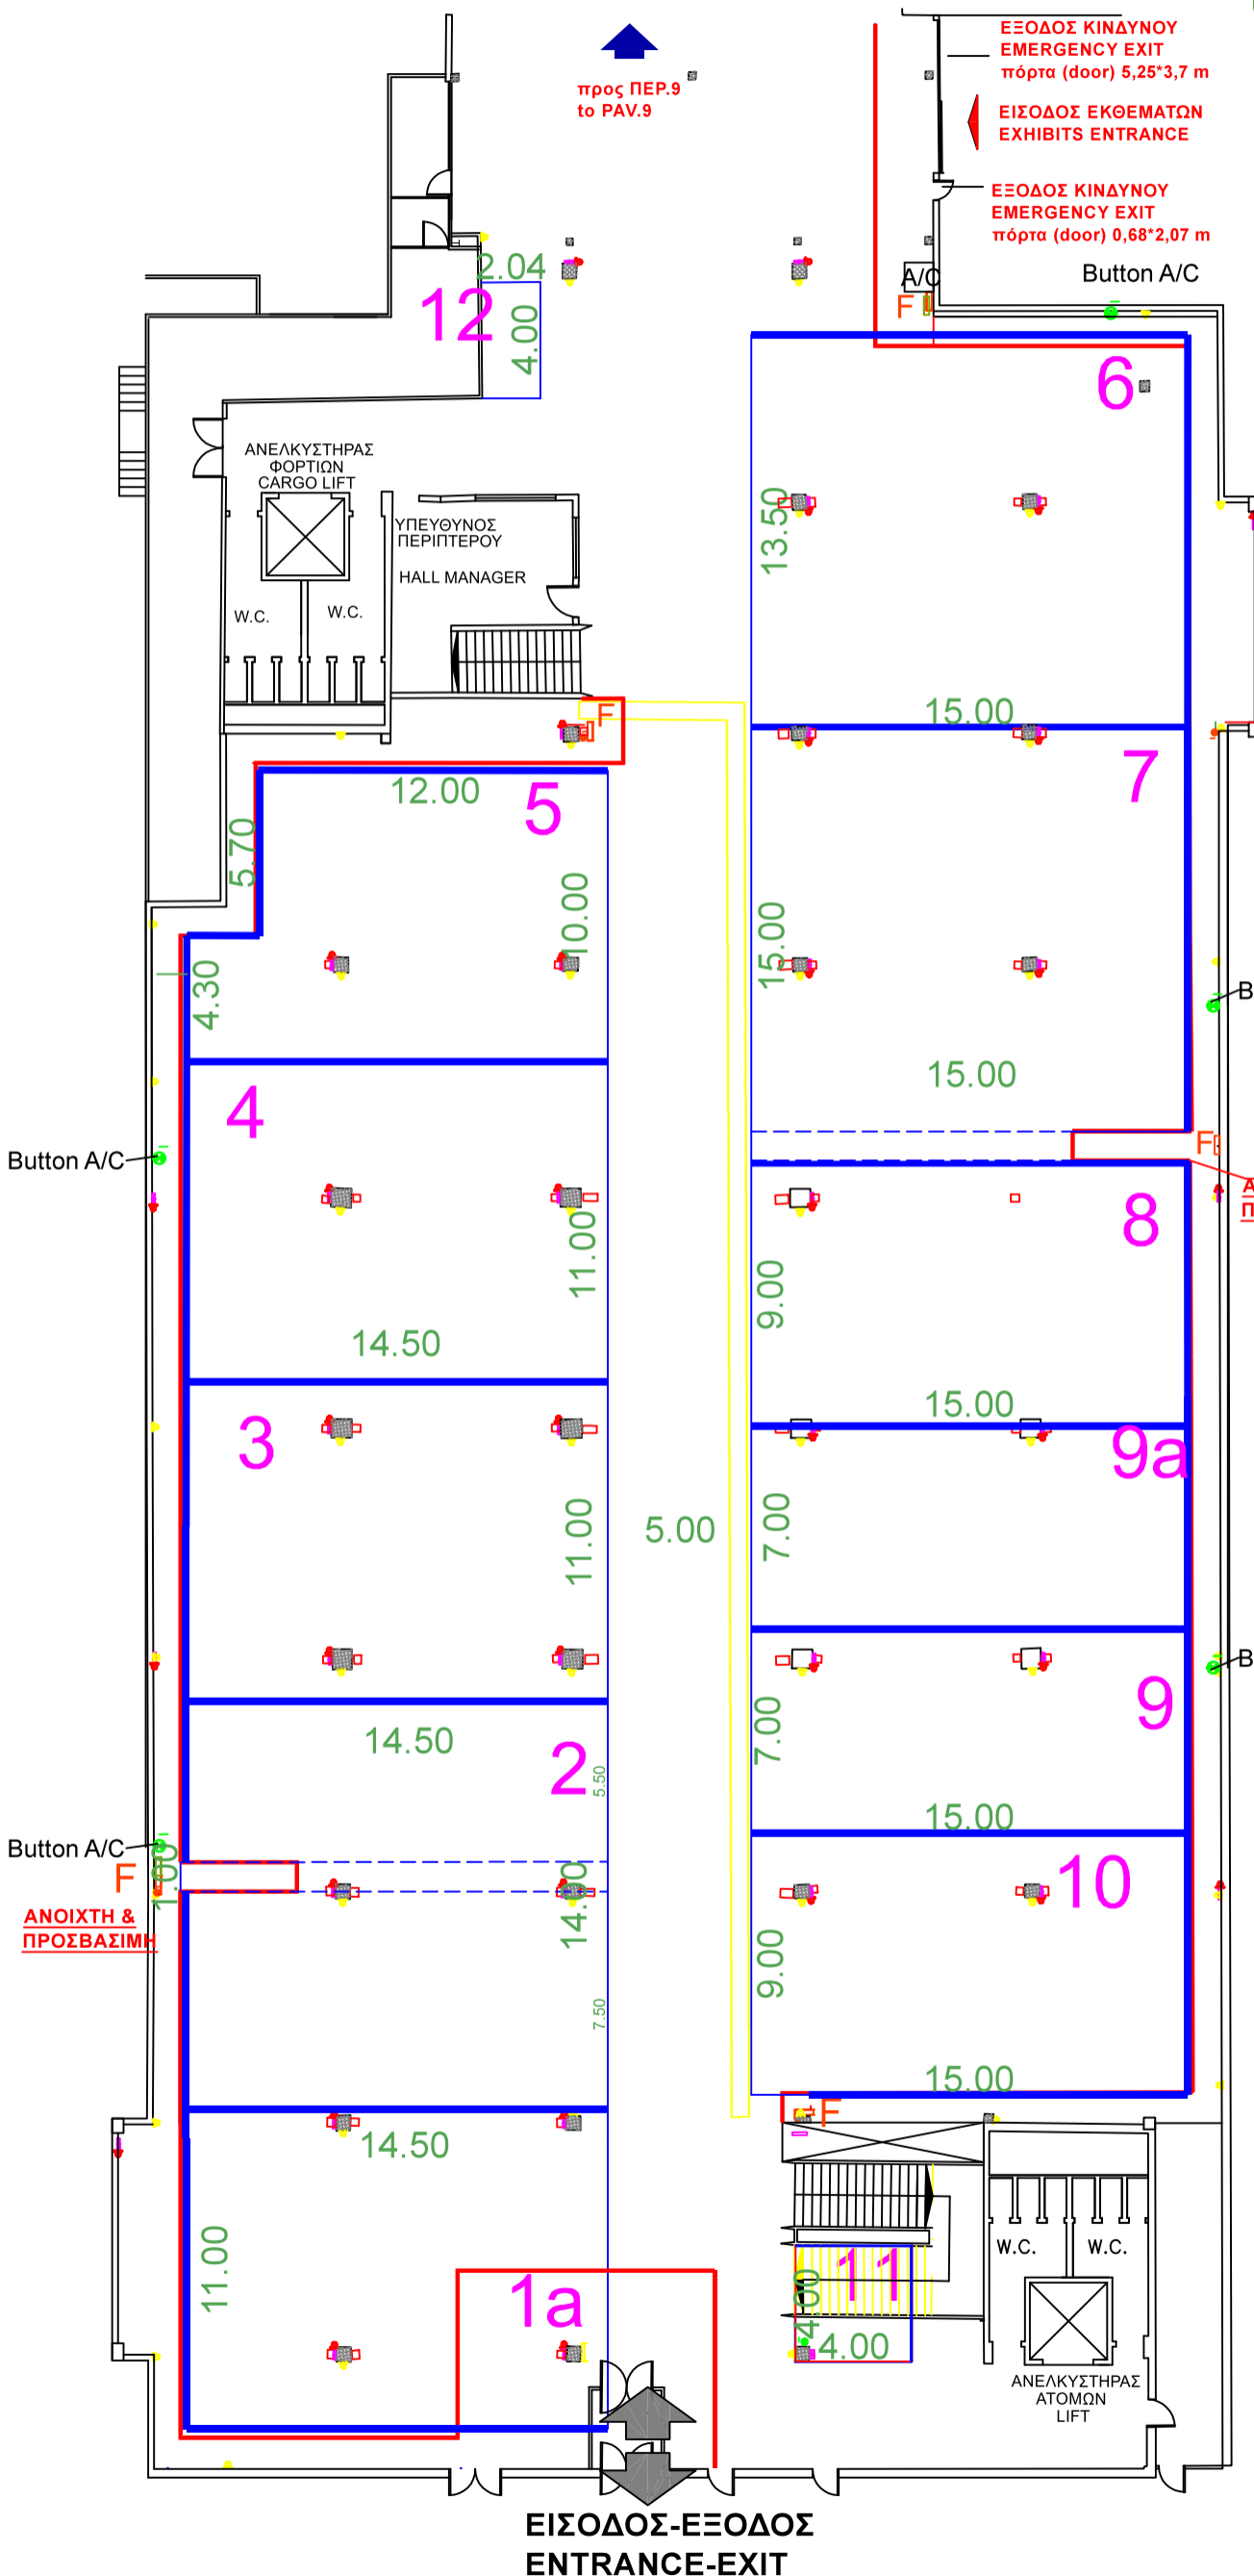 ΕΞΟΔΟΣ ΚΙΝΔΥΝΟΥ
EMERGENCY EXIT
πόρτα (door) 5,25*3,7 m
προς ΠΕΡ.9
to PAV.9
ΕΙΣΟΔΟΣ ΕΚΘΕΜΑΤΩΝ
EXHIBITS ENTRANCE
ΕΞΟΔΟΣ ΚΙΝΔΥΝΟΥ
EMERGENCY EXIT
πόρτα (door) 0,68*2,07 m
2.04
12
4.00
A/C
Button A/C
F
6
ΑΝΕΛΚΥΣΤΗΡΑΣ
ΦΟΡΤΙΩΝ
CARGO LIFT
ΥΠΕΥΘΥΝΟΣ
ΠΕΡΙΠΤΕΡΟΥ
HALL MANAGER
13.50
W.C.
W.C.
15.00
F
7
12.00
5
5.70
10.00
15.00
4.30
B
15.00
4
Button A/C
F
Α
Π
8
11.00
9.00
14.50
15.00
3
9a
11.00
5.00
7.00
B
9
14.50
7.00
2
5.50
15.00
Button A/C
F
1.00
10
14.00
ΑΝΟΙΧΤΗ &
ΠΡΟΣΒΑΣΙΜΗ
9.00
7.50
15.00
F
14.50
11.00
W.C.
W.C.
11
1a
4.00
4.00
ΑΝΕΛΚΥΣΤΗΡΑΣ
ΑΤΟΜΩΝ
LIFT
ΕΙΣΟΔΟΣ-ΕΞΟΔΟΣ
ENTRANCE-EXIT